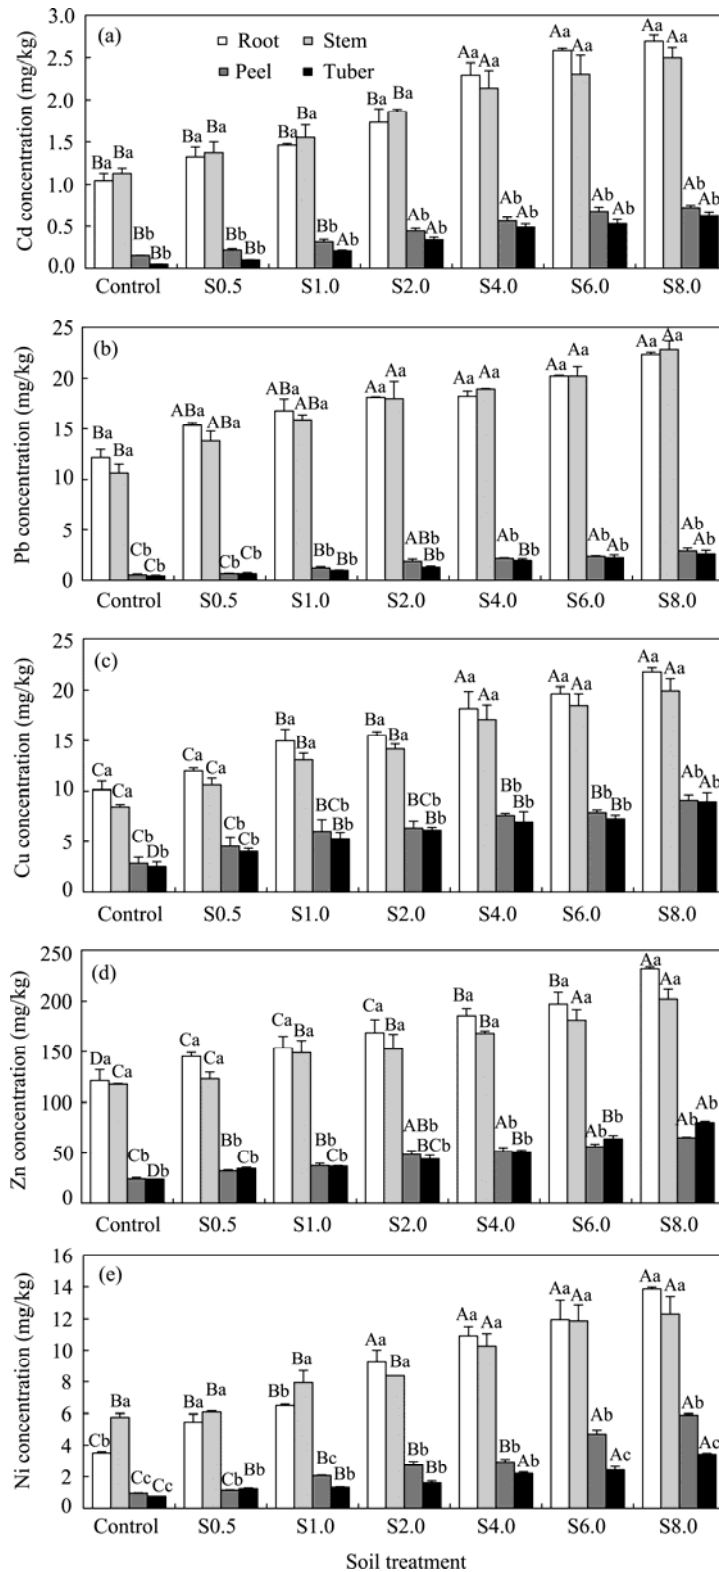 (a)
Root
Stem
Peel
Tuber
Cd concentration (mg/kg)
3.0
2.5
2.0
1.5
1.0
0.5
0.0
Ba Ba Bb Bb
Ba Ba Bb Bb
Ba Ba Bb Ab
Ba Ba Ab Ab
Aa Aa Ab Ab
Aa Aa Ab Ab
Aa Aa Ab Ab
Control S0.5 S1.0 S2.0 S4.0 S6.0 S8.0
(b)
Pb concentration (mg/kg)
25
20
15
10
5
0
Ba Ba Cb Cb
ABa ABa Cb Cb
ABa ABa Bb Bb
Aa Aa ABb Bb
Aa Aa Ab Bb
Aa Aa Ab Ab
Aa Aa Ab Ab
Control S0.5 S1.0 S2.0 S4.0 S6.0 S8.0
(c)
Cu concentration (mg/kg)
25
20
15
10
5
0
Ca Ca Cb Db
Ca Ca Cb Cb
Ba Ba BCb Bb
Ba Ba BCb Bb
Aa Aa Bb Bb
Aa Aa Bb Bb
Aa Aa Ab Ab
Control S0.5 S1.0 S2.0 S4.0 S6.0 S8.0
(d)
Zn concentration (mg/kg)
250
200
150
100
50
0
Da Ca Cb Db
Ca Ca Bb Cb
Ca Ba Bb Cb
Ca Ba ABb BCb
Ba Ba Ab Bb
Ba Aa Ab Bb
Aa Aa Ab Ab
Control S0.5 S1.0 S2.0 S4.0 S6.0 S8.0
(e)
Ni concentration (mg/kg)
16
14
12
10
8
6
4
2
0
Cb Ba Cc Cc
Ba Ba Cb Bb
Bb Ba Bc Bb
Aa Ba Bb Bb
Aa Aa Bb Ab
Aa Aa Ab Ac
Aa Aa Ab Ac
Control S0.5 S1.0 S2.0 S4.0 S6.0 S8.0
Soil treatment